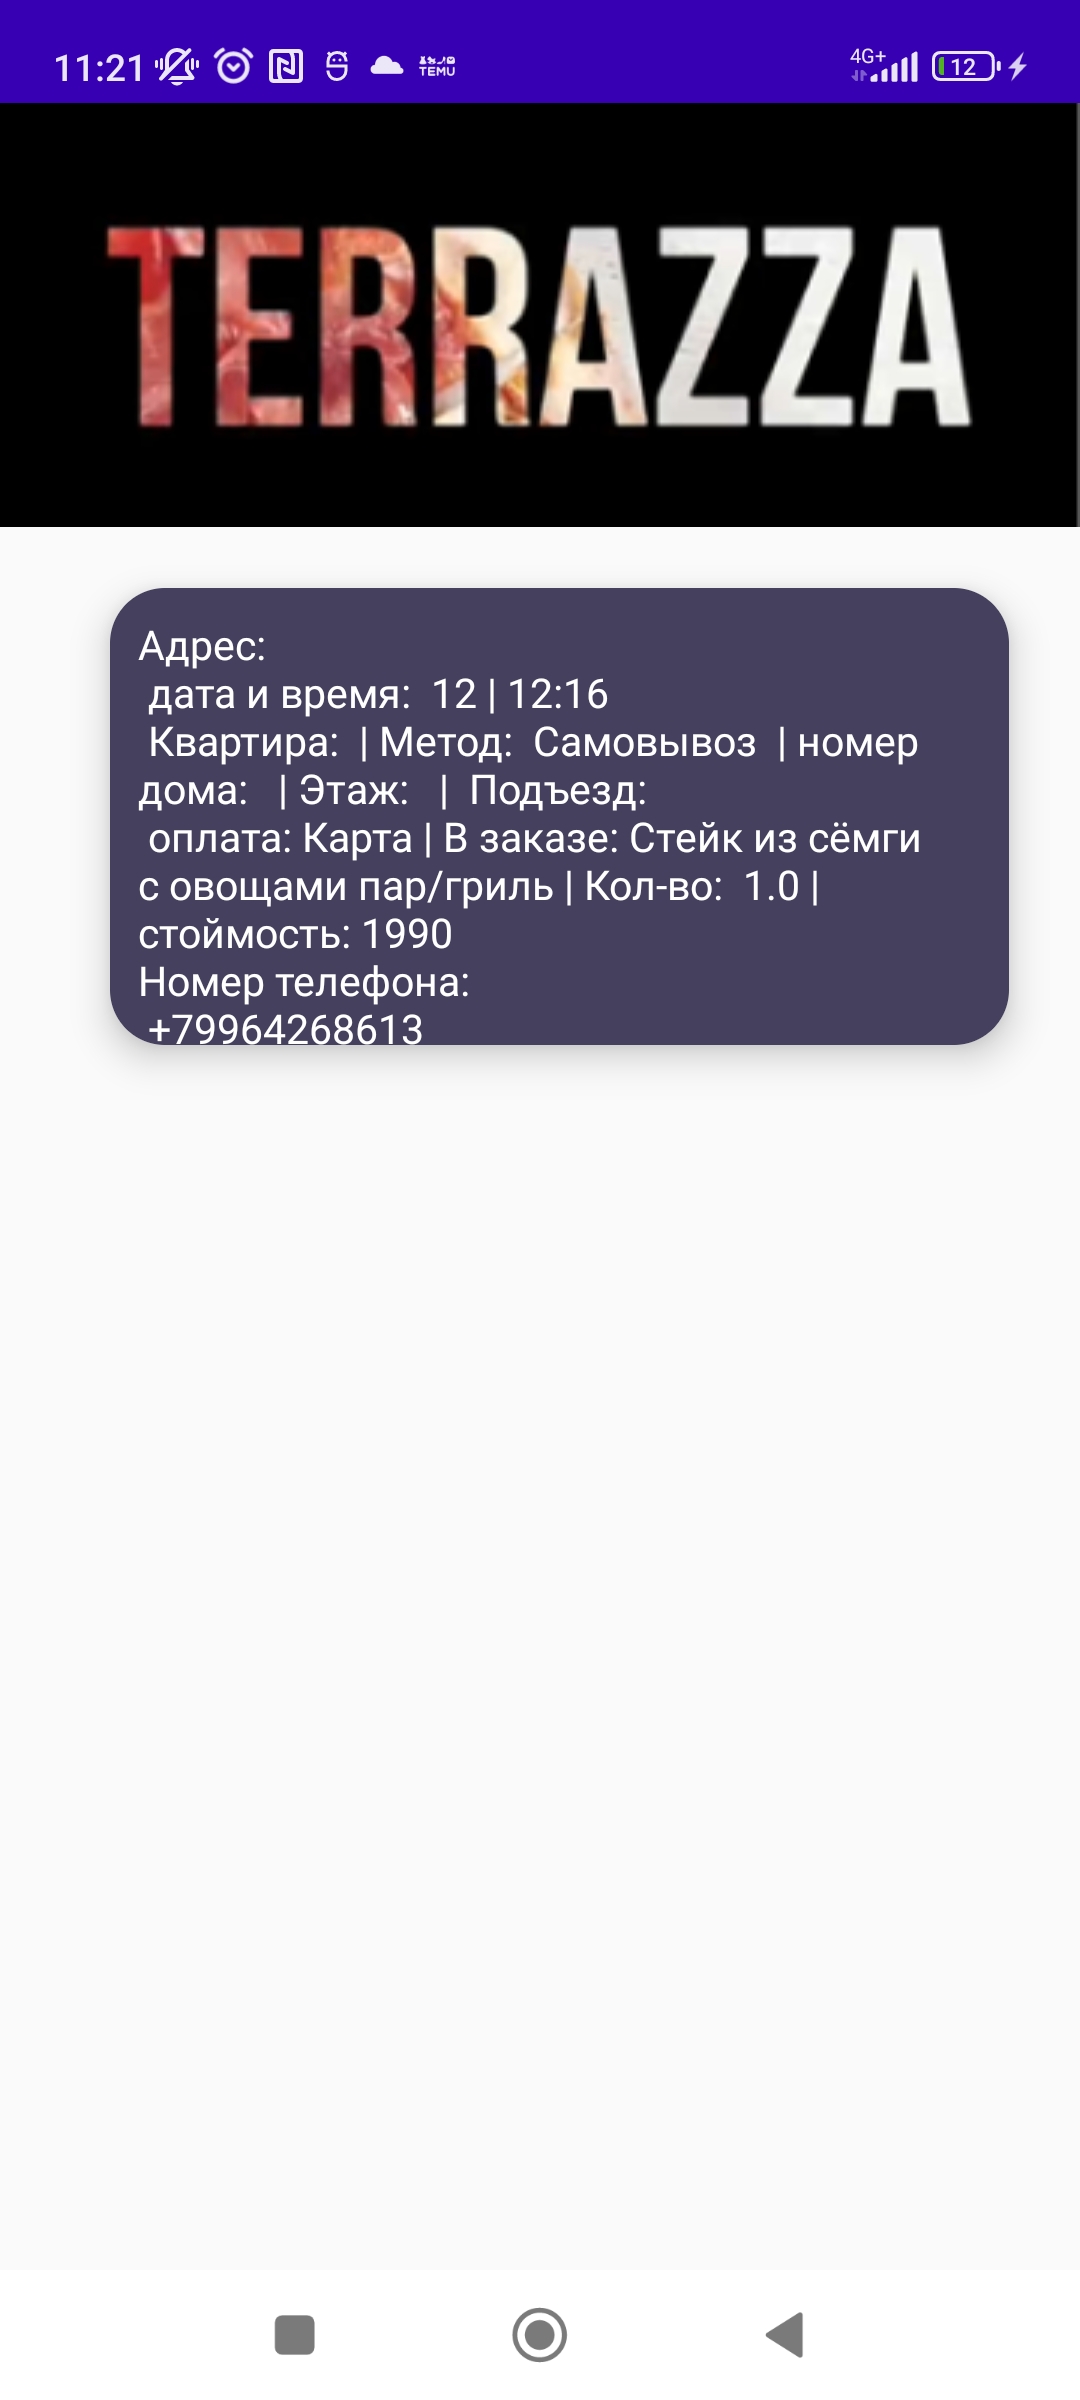 11:21
TEMU
4G+
12
TERRAZZA
Адрес:
дата и время: 12 | 12:16
Квартира: | Метод: Самовывоз | номер
дома: | Этаж: | Подъезд:
оплата: Карта | В заказе: Стейк из сёмги
с овощами пар/гриль | Кол-во: 1.0 |
стоймость: 1990
Номер телефона:
+79964268613